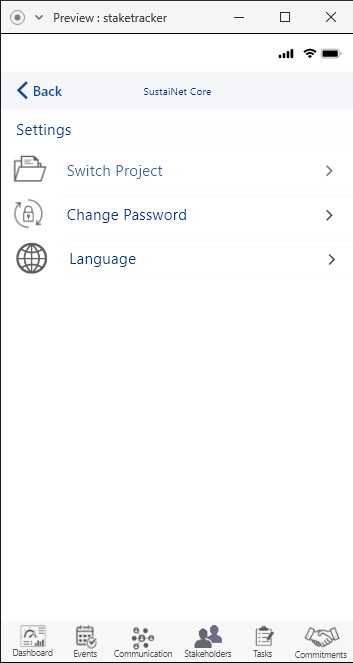 Preview : staketracker
Back
SustaiNet Core
Settings
Switch Project
Change Password
Language
Dashboard
Events
Communication
Stakeholders
Tasks
Commitments